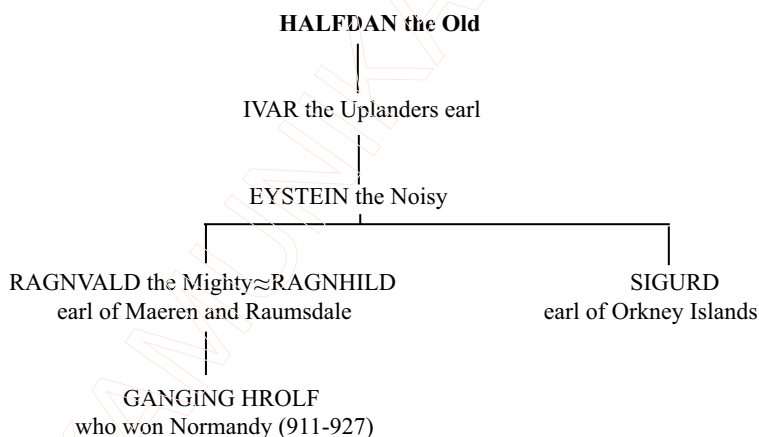 HALFDAN the Old
IVAR the Uplanders earl
EYSTEIN the Noisy
RAGNVALD the Mighty≈RAGNHILD
earl of Maeren and Raumsdale
SIGURD
earl of Orkney Islands
GANGING HROLF
who won Normandy (911-927)